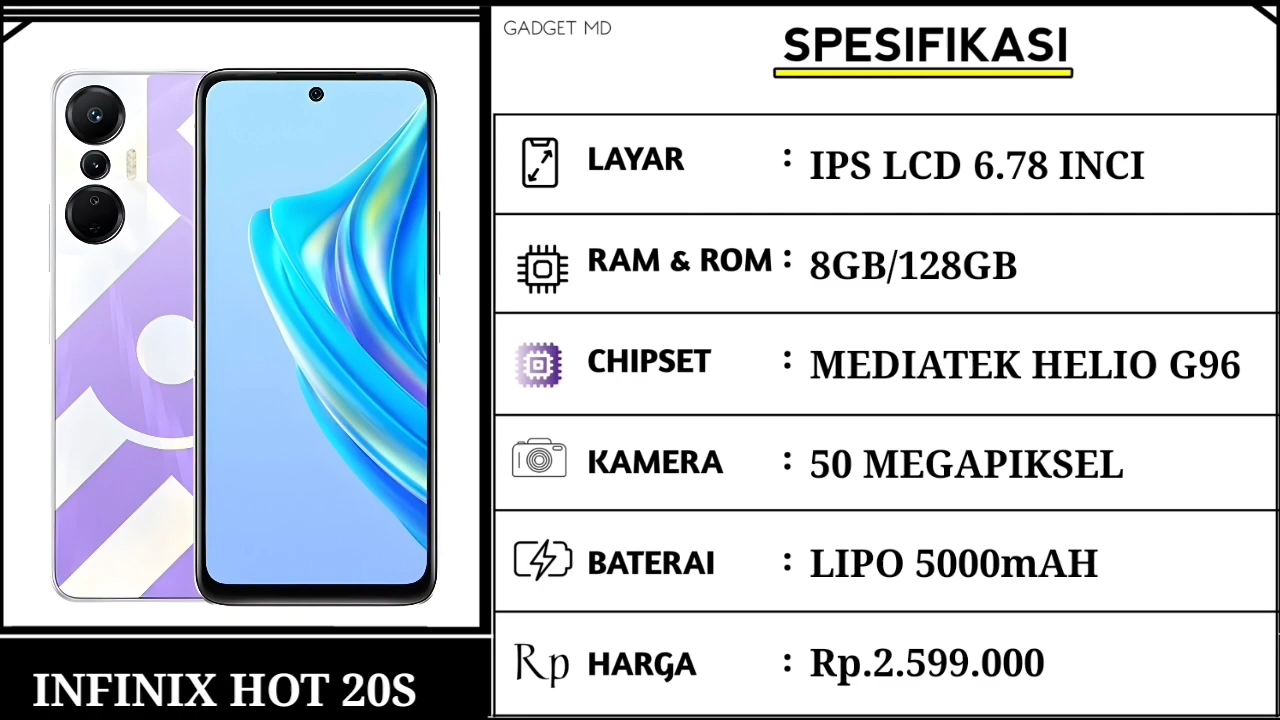 GADGET MD
SPESIFIKASI
LAYAR : IPS LCD 6.78 INCI
RAM & ROM : 8GB/128GB
CHIPSET : MEDIATEK HELIO G96
KAMERA : 50 MEGAPIKSEL
BATERAI : LIPO 5000mAH
Rp HARGA : Rp.2.599.000
INFINIX HOT 20S